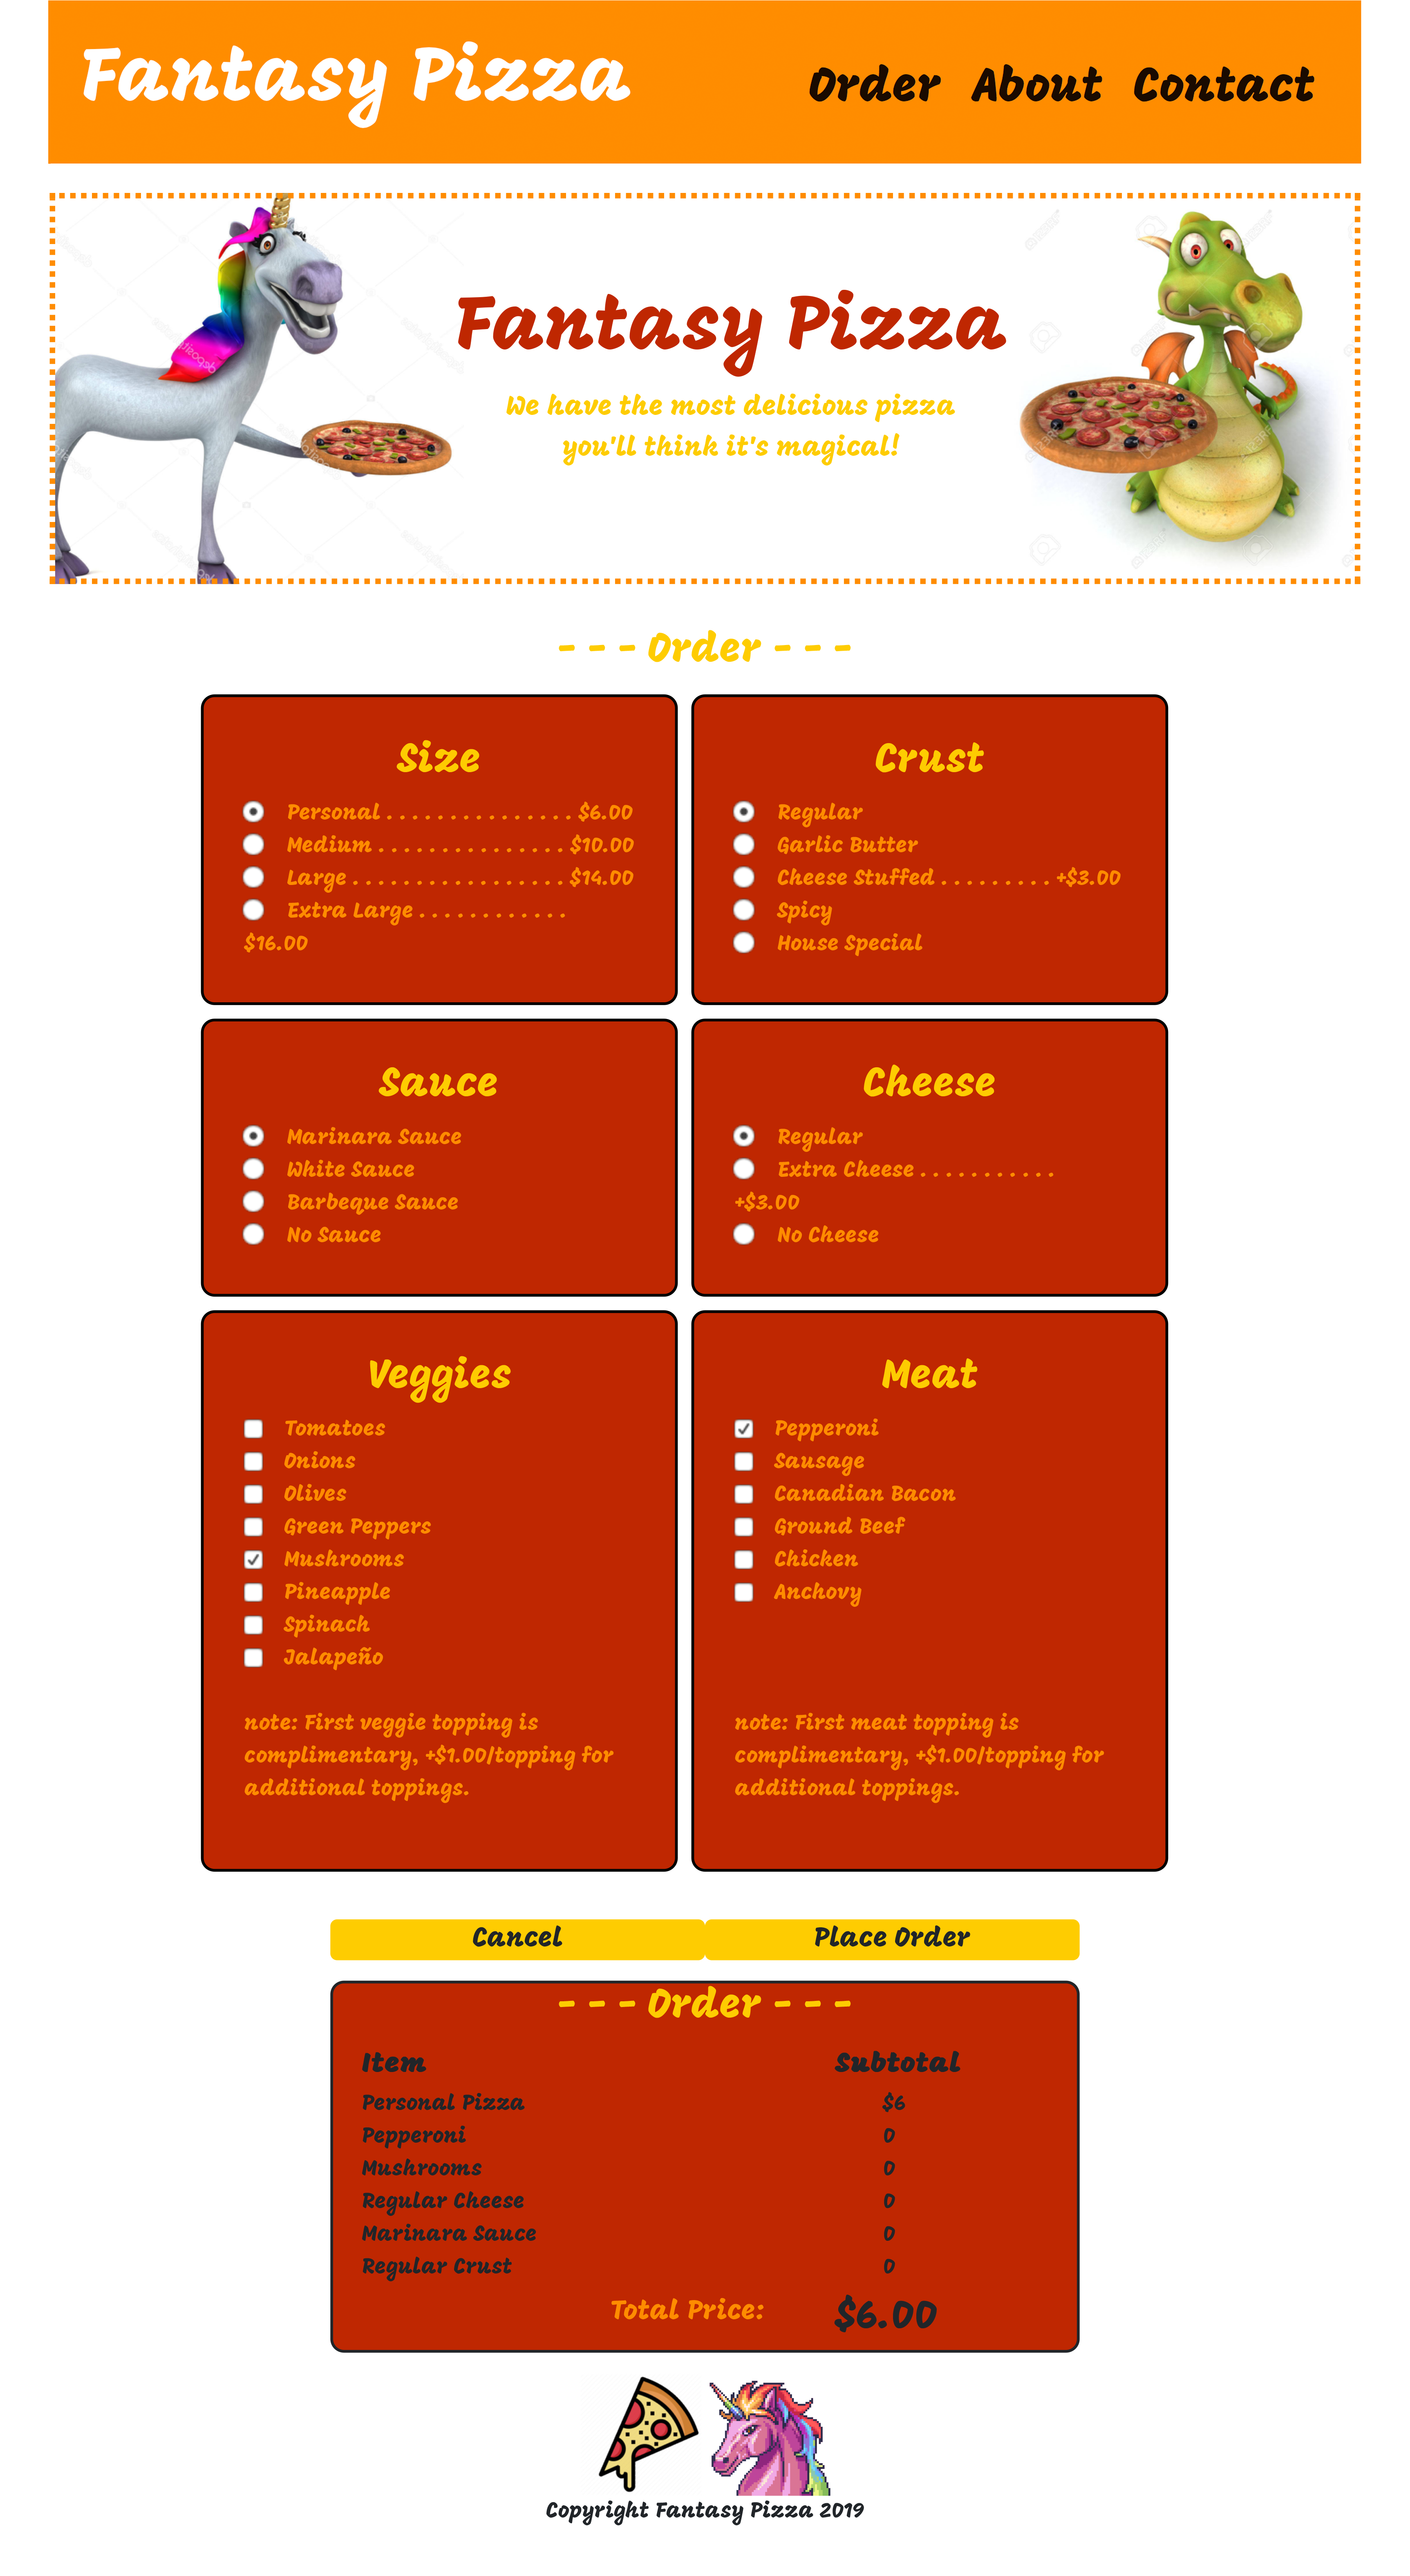 Fantasy Pizza
Order About Contact
Fantasy Pizza
We have the most delicious pizza
you'll think it's magical!
- - - Order - - -
Size
Personal . . . . . . . . . . . . . . . $6.00
Medium . . . . . . . . . . . . . . . $10.00
Large . . . . . . . . . . . . . . . . . $14.00
Extra Large . . . . . . . . . . . .
$16.00
Crust
Regular
Garlic Butter
Cheese Stuffed . . . . . . . . . +$3.00
Spicy
House Special
Sauce
Marinara Sauce
White Sauce
Barbeque Sauce
No Sauce
Cheese
Regular
Extra Cheese . . . . . . . . . . .
+$3.00
No Cheese
Veggies
Tomatoes
Onions
Olives
Green Peppers
Mushrooms
Pineapple
Spinach
Jalapeño
note: First veggie topping is
complimentary, +$1.00/topping for
additional toppings.
Meat
Pepperoni
Sausage
Canadian Bacon
Ground Beef
Chicken
Anchovy
note: First meat topping is
complimentary, +$1.00/topping for
additional toppings.
Cancel
Place Order
- - - Order - - -
Item Subtotal
Personal Pizza $6
Pepperoni 0
Mushrooms 0
Regular Cheese 0
Marinara Sauce 0
Regular Crust 0
Total Price: $6.00
Copyright Fantasy Pizza 2019